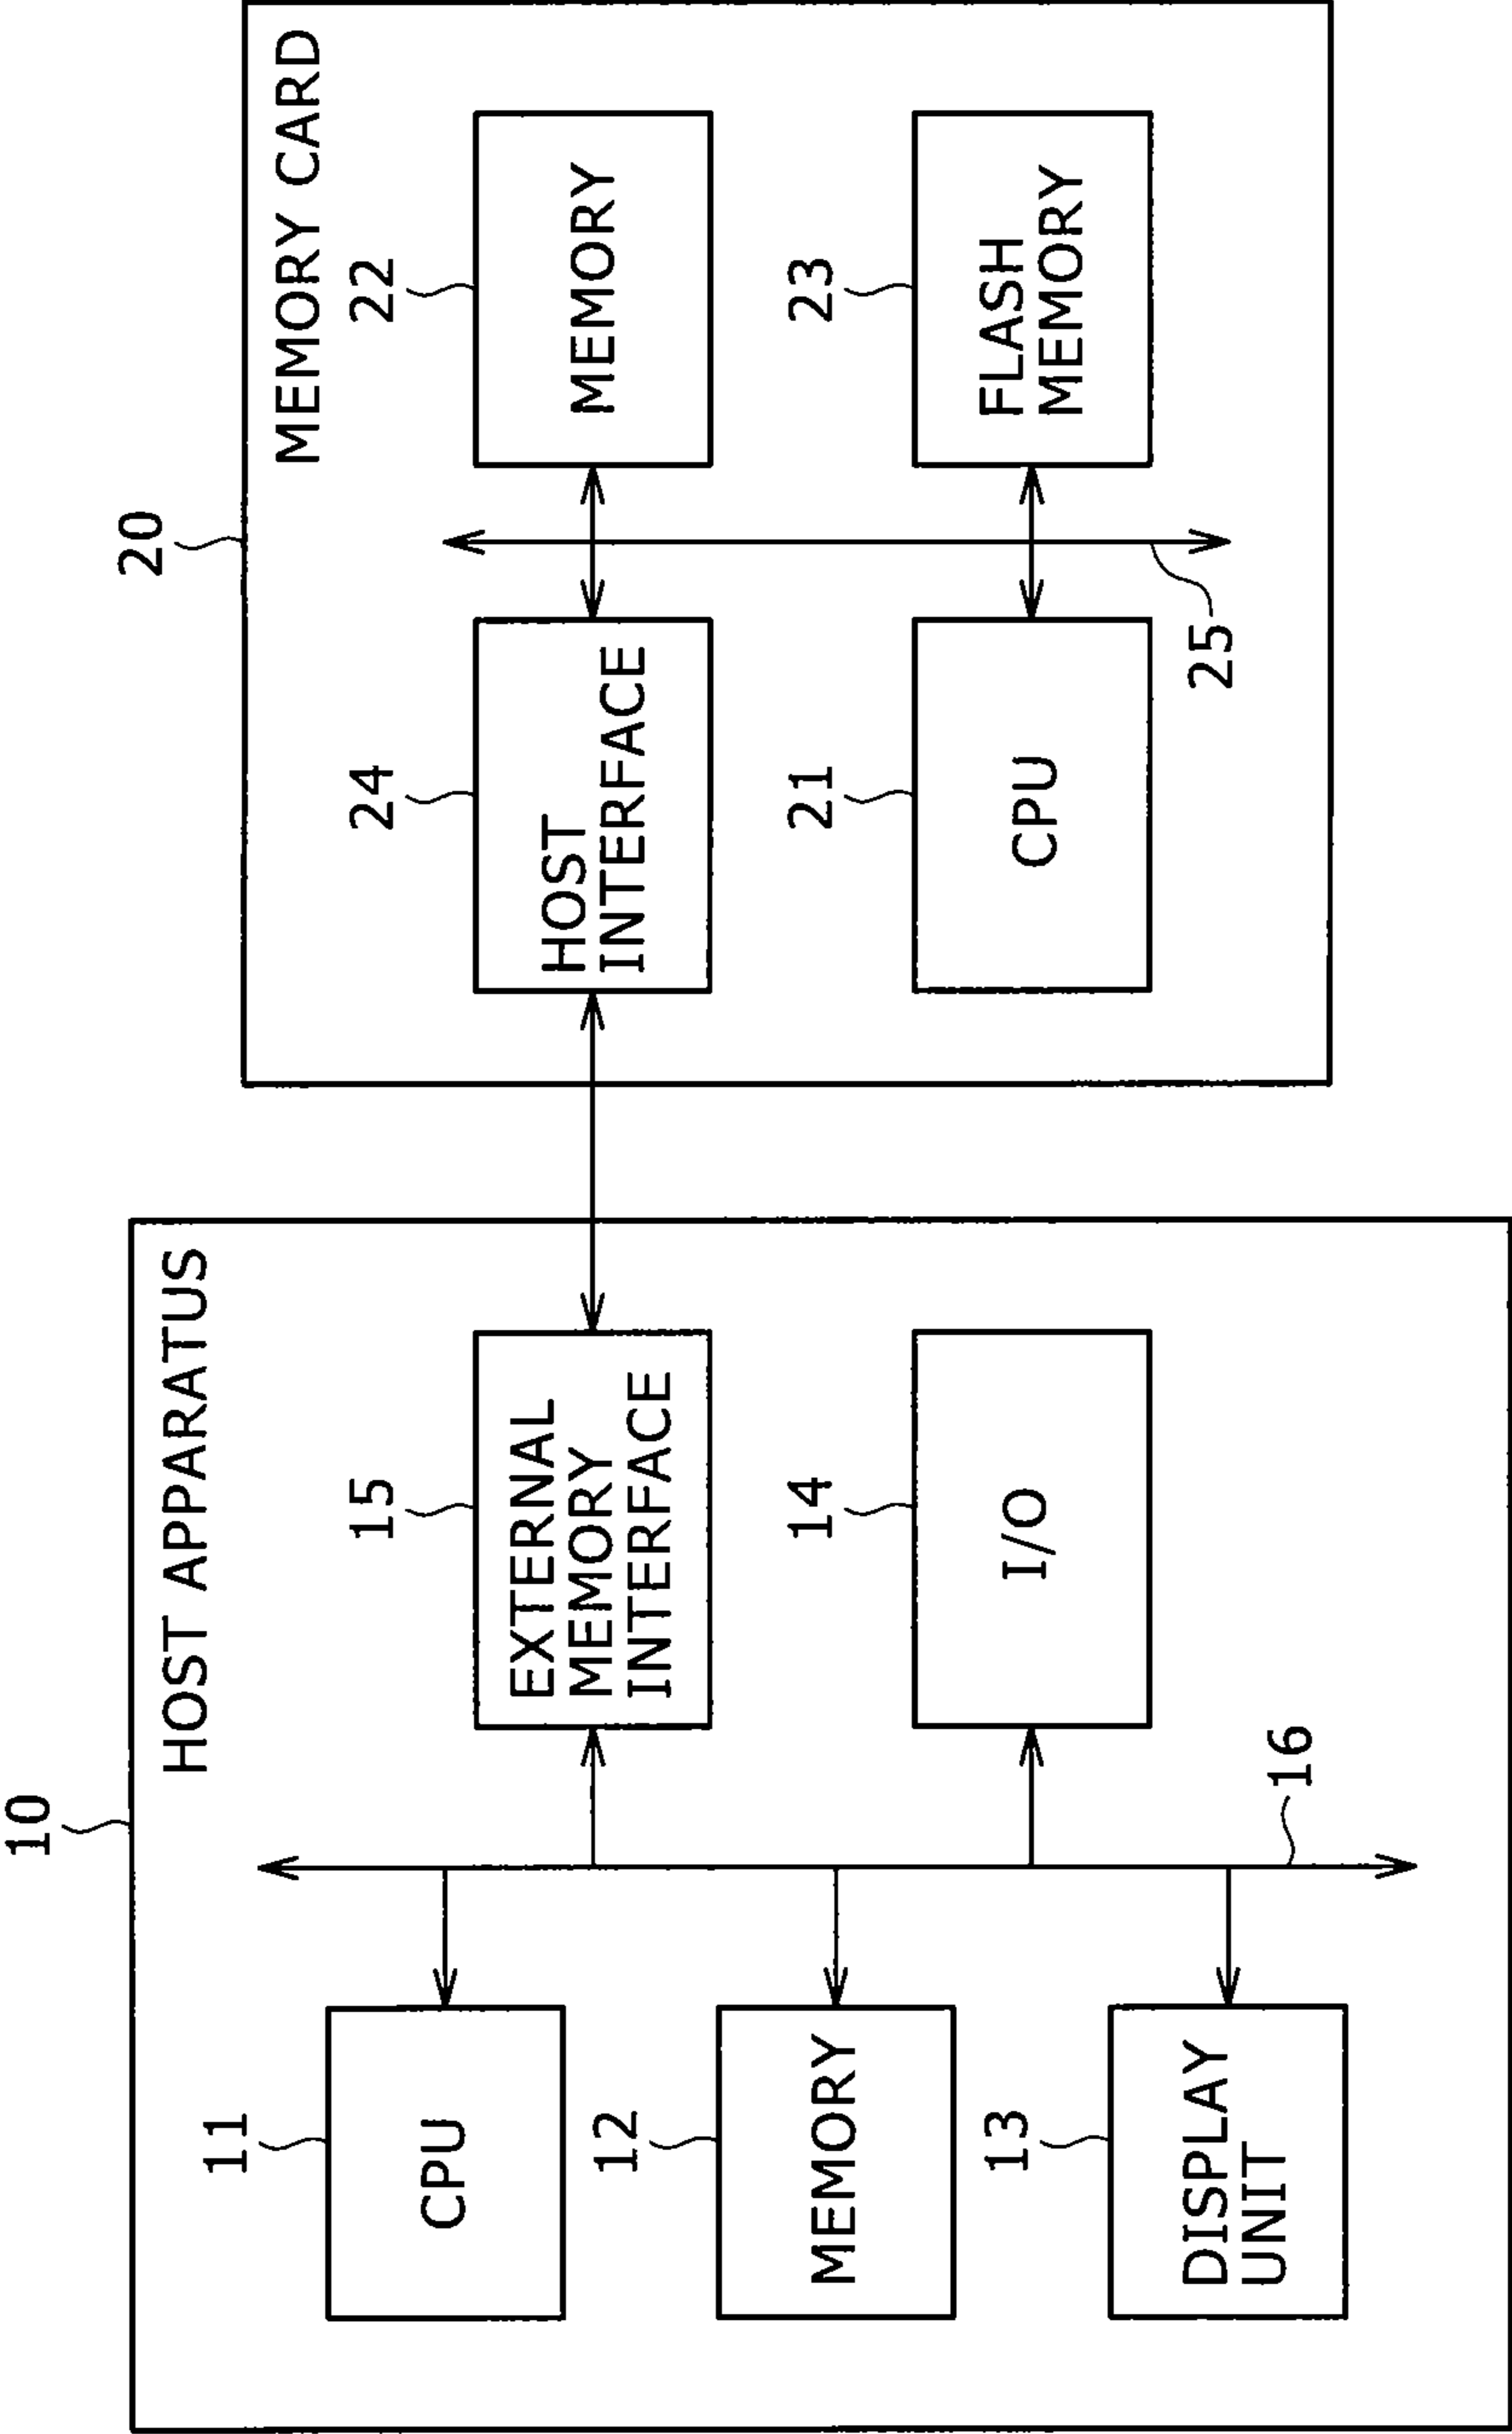 10
HOST APPARATUS
11
CPU
12
MEMORY
13
DISPLAY
UNIT
15
EXTERNAL
MEMORY
INTERFACE
14
I/O
16
20
MEMORY CARD
24
HOST
INTERFACE
22
MEMORY
21
CPU
23
FLASH
MEMORY
25